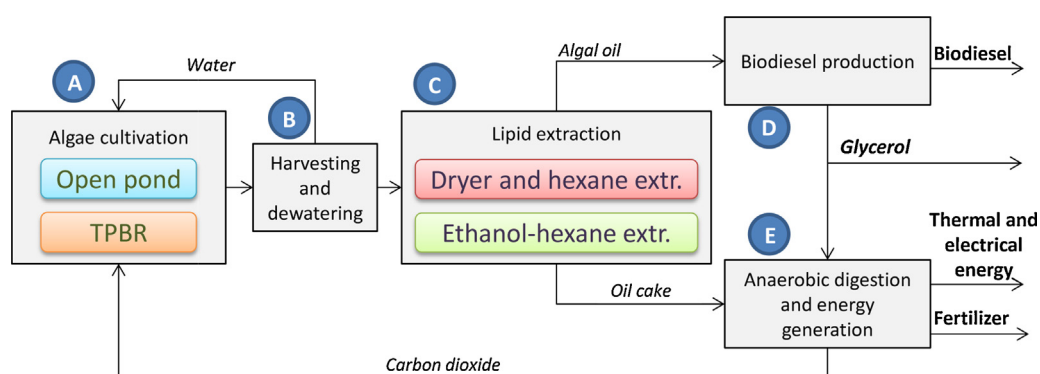 A
Water
B
C
Algal oil
Biodiesel production
Biodiesel
Algae cultivation
Open pond
TPBR
Harvesting
and
dewatering
Lipid extraction
Dryer and hexane extr.
Ethanol-hexane extr.
D
Glycerol
E
Thermal and
electrical
energy
Oil cake
Anaerobic digestion
and energy
generation
Fertilizer
Carbon dioxide